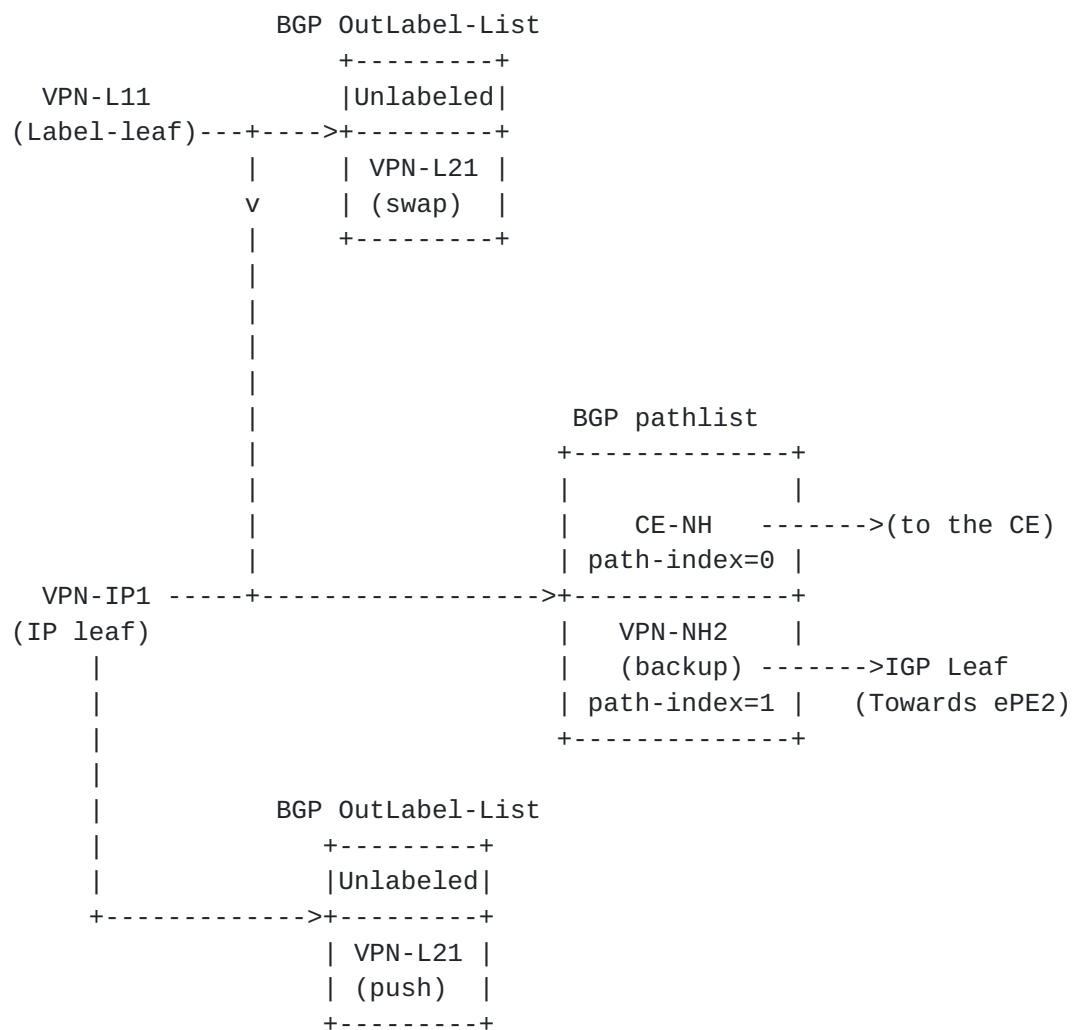 BGP OutLabel-List
+---------+
VPN-L11 |Unlabeled|
(Label-leaf)---+---->+---------+
| | VPN-L21 |
v | (swap) |
| +---------+
|
|
|
|
| BGP pathlist
| +--------------+
| | |
| | CE-NH ------->(to the CE)
| | path-index=0 |
VPN-IP1 -----+------------------>+--------------+
(IP leaf) | VPN-NH2 |
| | (backup) ------->IGP Leaf
| | path-index=1 | (Towards ePE2)
| +--------------+
|
| BGP OutLabel-List
| +---------+
| |Unlabeled|
+------------->+---------+
| VPN-L21 |
| (push) |
+---------+